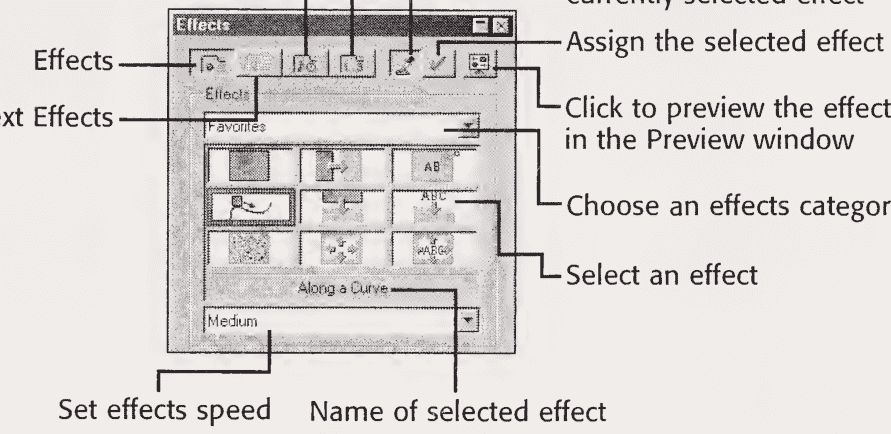 currently selected effect
Effects
Assign the selected effect
Effects
Effects
Click to preview the effect
in the Preview window
ext Effects
Favorites
AB
ABC
Choose an effects categor
ABC
Select an effect
Along a Curve
Medium
Set effects speed
Name of selected effect